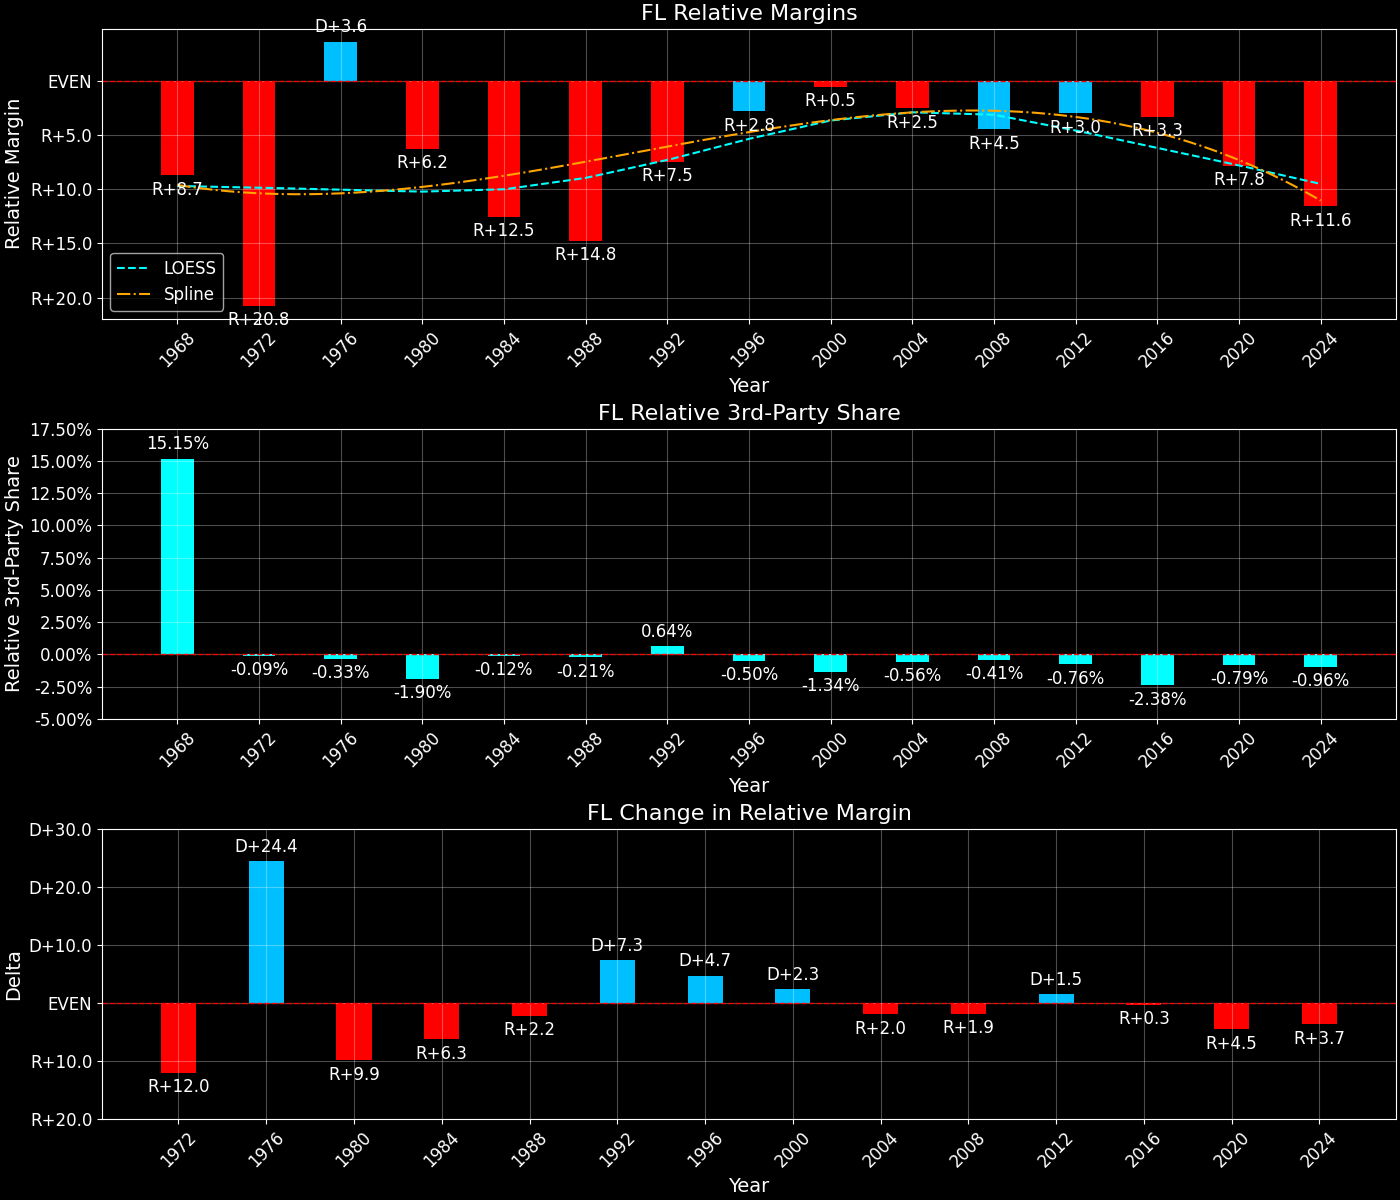 FL Relative Margins
Relative Margin
EVEN
R+5.0
R+10.0
R+15.0
R+20.0
R+8.7
R+20.8
D+3.6
R+6.2
R+12.5
R+14.8
R+7.5
R+2.8
R+0.5
R+2.5
R+4.5
R+3.0
R+3.3
R+7.8
R+11.6
LOESS
Spline
1968 1972 1976 1980 1984 1988 1992 1996 2000 2004 2008 2012 2016 2020 2024
Year
FL Relative 3rd-Party Share
Relative 3rd-Party Share
17.50%
15.00%
12.50%
10.00%
7.50%
5.00%
2.50%
0.00%
-2.50%
-5.00%
15.15%
-0.09%
-0.33%
-1.90%
-0.12%
-0.21%
0.64%
-0.50%
-1.34%
-0.56%
-0.41%
-0.76%
-2.38%
-0.79%
-0.96%
1968 1972 1976 1980 1984 1988 1992 1996 2000 2004 2008 2012 2016 2020 2024
Year
FL Change in Relative Margin
Delta
D+30.0
D+20.0
D+10.0
EVEN
R+10.0
R+20.0
R+12.0
D+24.4
R+9.9
R+6.3
R+2.2
D+7.3
D+4.7
D+2.3
R+2.0
R+1.9
D+1.5
R+0.3
R+4.5
R+3.7
1972 1976 1980 1984 1988 1992 1996 2000 2004 2008 2012 2016 2020 2024
Year